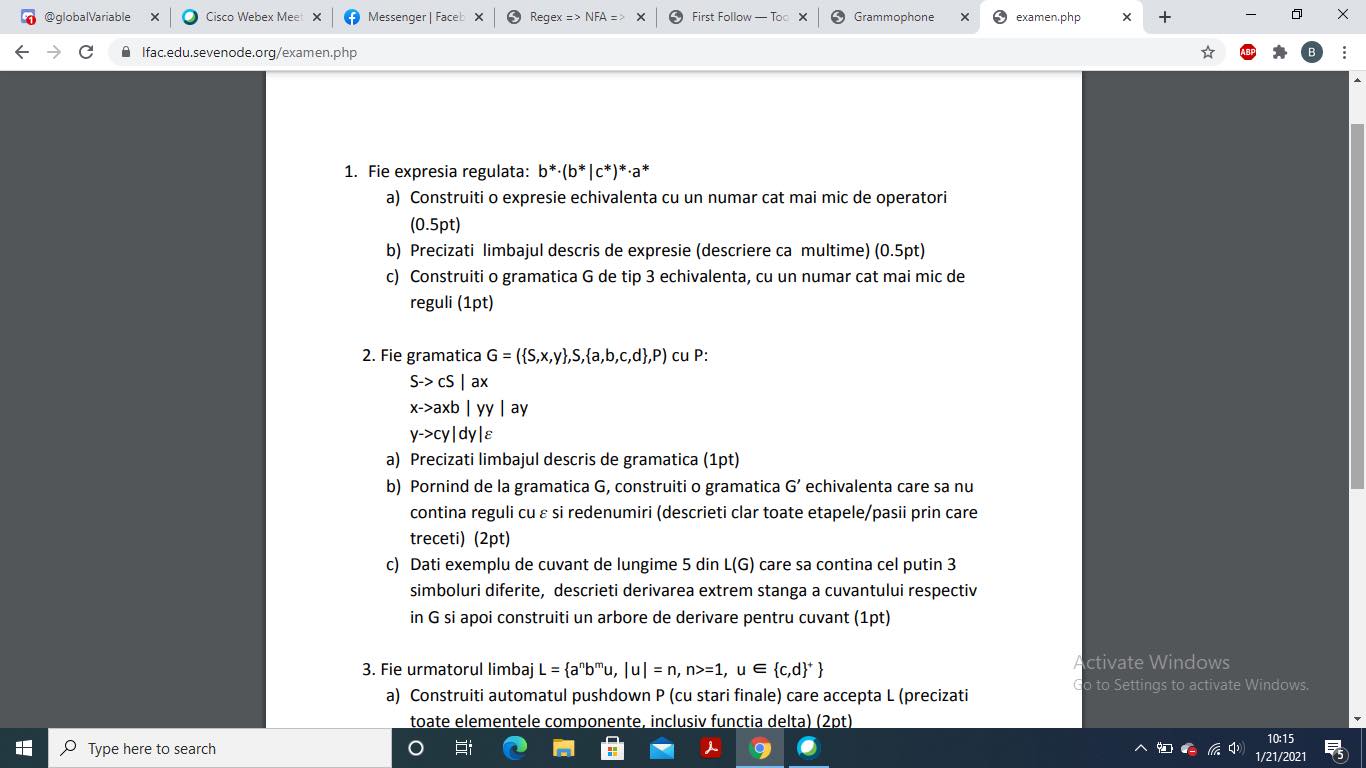 @globalVariable
Cisco Webex Meet
Messenger | Faceb
Regex => NFA =>
First Follow — Too
Grammophone
examen.php
lfac.edu.sevenode.org/examen.php
ABP
B
1. Fie expresia regulata: b*·(b*|c*)*·a*
a) Construiti o expresie echivalenta cu un numar cat mai mic de operatori
(0.5pt)
b) Precizati limbajul descris de expresie (descriere ca multime) (0.5pt)
c) Construiti o gramatica G de tip 3 echivalenta, cu un numar cat mai mic de
reguli (1pt)
2. Fie gramatica G = ({S,x,y},S,{a,b,c,d},P) cu P:
S-> cS | ax
x->axb | yy | ay
y->cy|dy|ε
a) Precizati limbajul descris de gramatica (1pt)
b) Pornind de la gramatica G, construiti o gramatica G’ echivalenta care sa nu
contina reguli cu ε si redenumiri (descrieti clar toate etapele/pasii prin care
treceti) (2pt)
c) Dati exemplu de cuvant de lungime 5 din L(G) care sa contina cel putin 3
simboluri diferite, descrieti derivarea extrem stanga a cuvantului respectiv
in G si apoi construiti un arbore de derivare pentru cuvant (1pt)
3. Fie urmatorul limbaj L = {aⁿbᵐu, |u| = n, n>=1, u ∈ {c,d}⁺ }
a) Construiti automatul pushdown P (cu stari finale) care accepta L (precizati
toate elementele componente, inclusiv functia delta) (2pt)
Activate Windows
Go to Settings to activate Windows.
Type here to search
10:15
1/21/2021
5